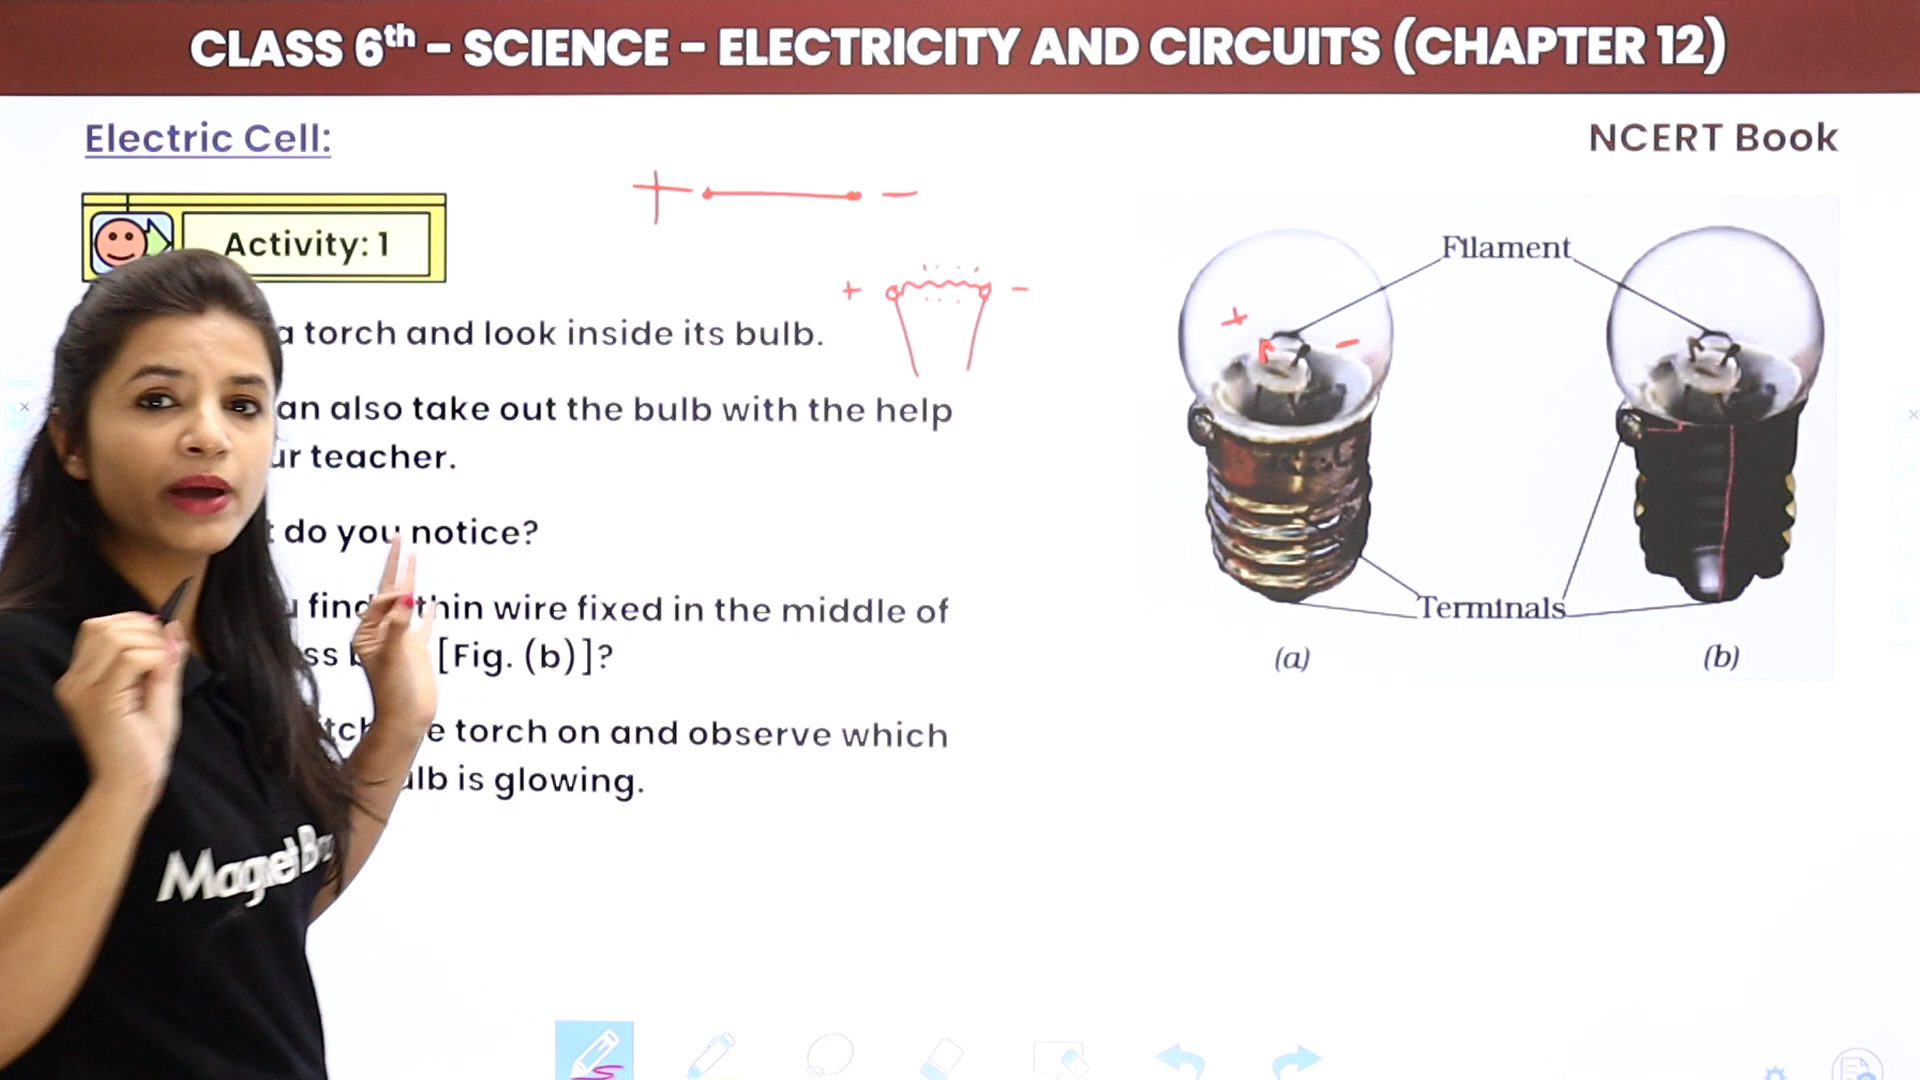 CLASS 6th - SCIENCE - ELECTRICITY AND CIRCUITS (CHAPTER 12)
Electric Cell:
NCERT Book
Activity: 1
+ -
+ -
a torch and look inside its bulb.
an also take out the bulb with the help
ur teacher.
do you notice?
find thin wire fixed in the middle of
[Fig. (b)]?
torch on and observe which
is glowing.
Filament
+ -
Terminals
(a)
(b)
Magnet